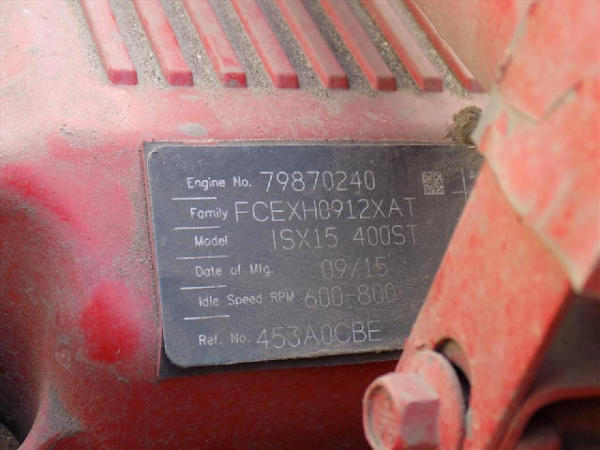 Engine No. 79870240
Family FCEXH0912XAT
Model ISX15 400ST
Date of Mfg. 09/15
Idle Speed RPM 600-800
Ref. No. 453A0CBE